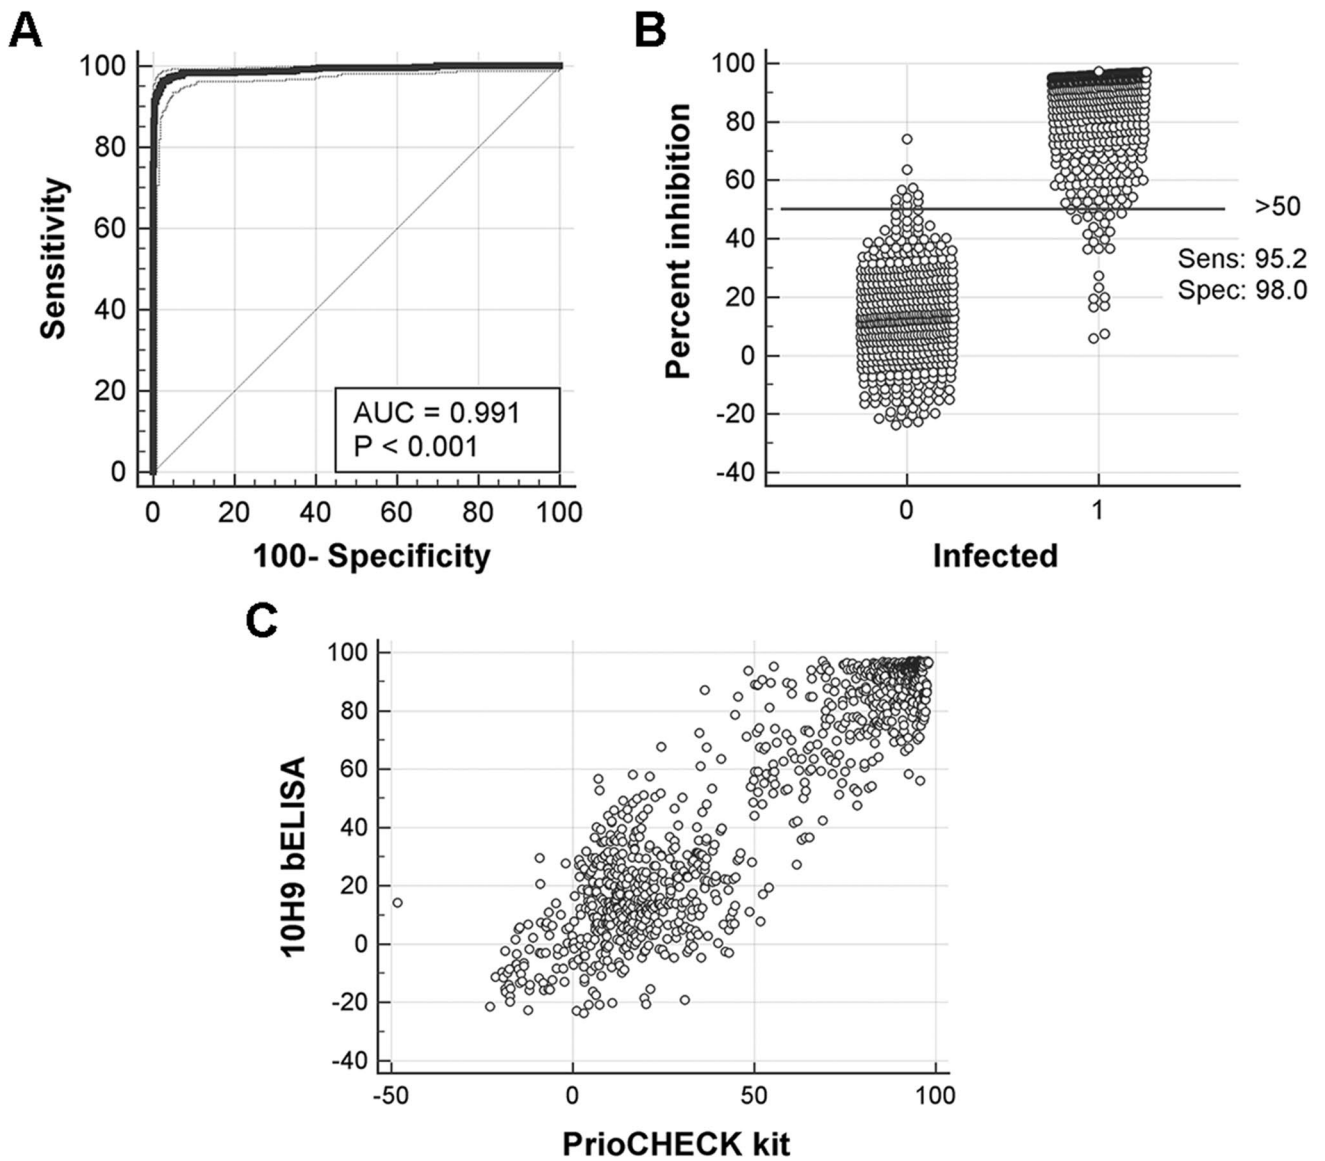 A
100
80
60
40
20
0
Sensitivity
AUC = 0.991
P < 0.001
0 20 40 60 80 100
100- Specificity
B
100
80
60
40
20
0
-20
-40
Percent inhibition
>50
Sens: 95.2
Spec: 98.0
0 1
Infected
C
100
80
60
40
20
0
-20
-40
10H9 bELISA
-50 0 50 100
PrioCHECK kit